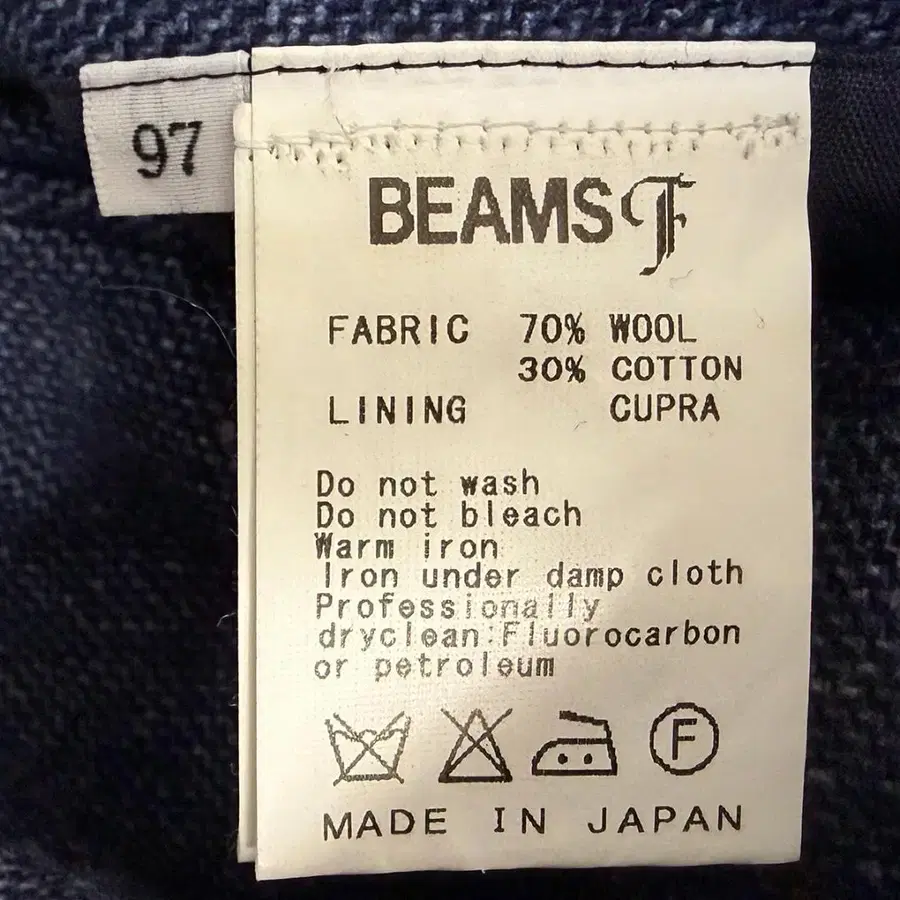 97
BEAMS F
FABRIC 70% WOOL
30% COTTON
LINING CUPRA
Do not wash
Do not bleach
Warm iron
Iron under damp cloth
Professionally
dryclean:Fluorocarbon
or petroleum
F
MADE IN JAPAN